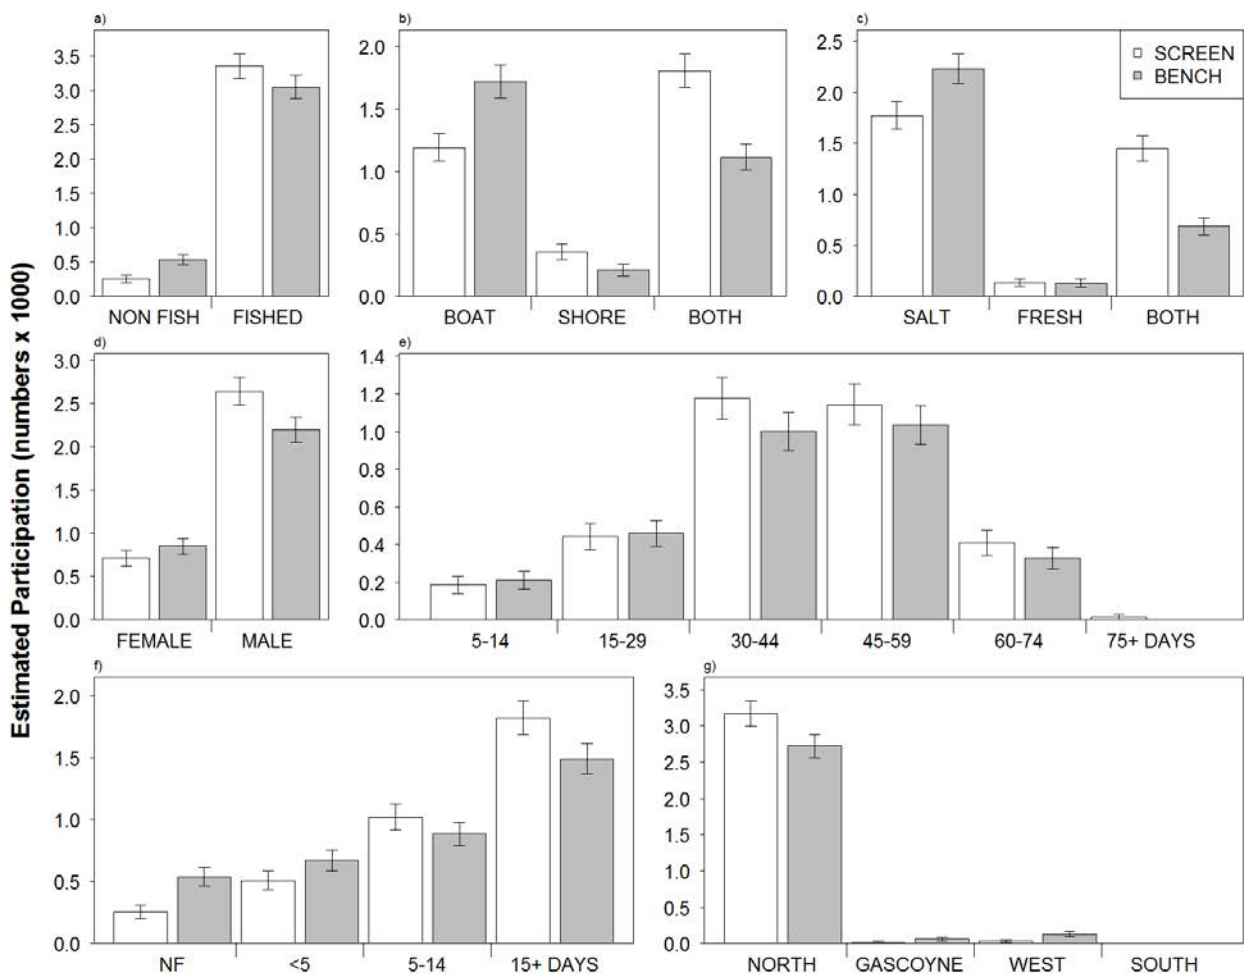 a)
3.5
3.0
2.5
2.0
1.5
1.0
0.5
0.0
NON FISH FISHED
b)
2.0
1.5
1.0
0.5
0.0
BOAT SHORE BOTH
c)
2.5
2.0
1.5
1.0
0.5
0.0
SALT FRESH BOTH
SCREEN
BENCH
Estimated Participation (numbers x 1000)
d)
3.0
2.5
2.0
1.5
1.0
0.5
0.0
FEMALE MALE
e)
1.4
1.2
1.0
0.8
0.6
0.4
0.2
0.0
5-14 15-29 30-44 45-59 60-74 75+ DAYS
f)
2.0
1.5
1.0
0.5
0.0
NF <5 5-14 15+ DAYS
g)
3.5
3.0
2.5
2.0
1.5
1.0
0.5
0.0
NORTH GASCOYNE WEST SOUTH